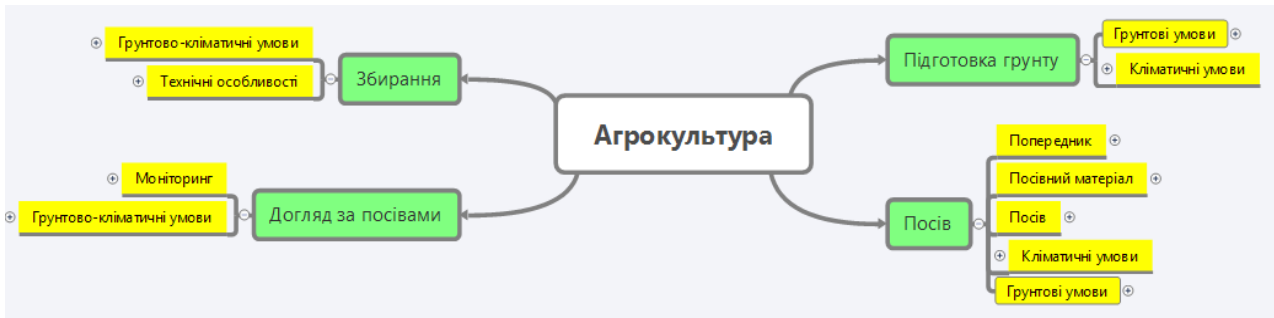 Агрокультура
Підготовка грунту
Грунтові умови
Кліматичні умови
Посів
Попередник
Посівний матеріал
Посів
Кліматичні умови
Грунтові умови
Збирання
Грунтово-кліматичні умови
Технічні особливості
Догляд за посівами
Моніторинг
Грунтово-кліматичні умови